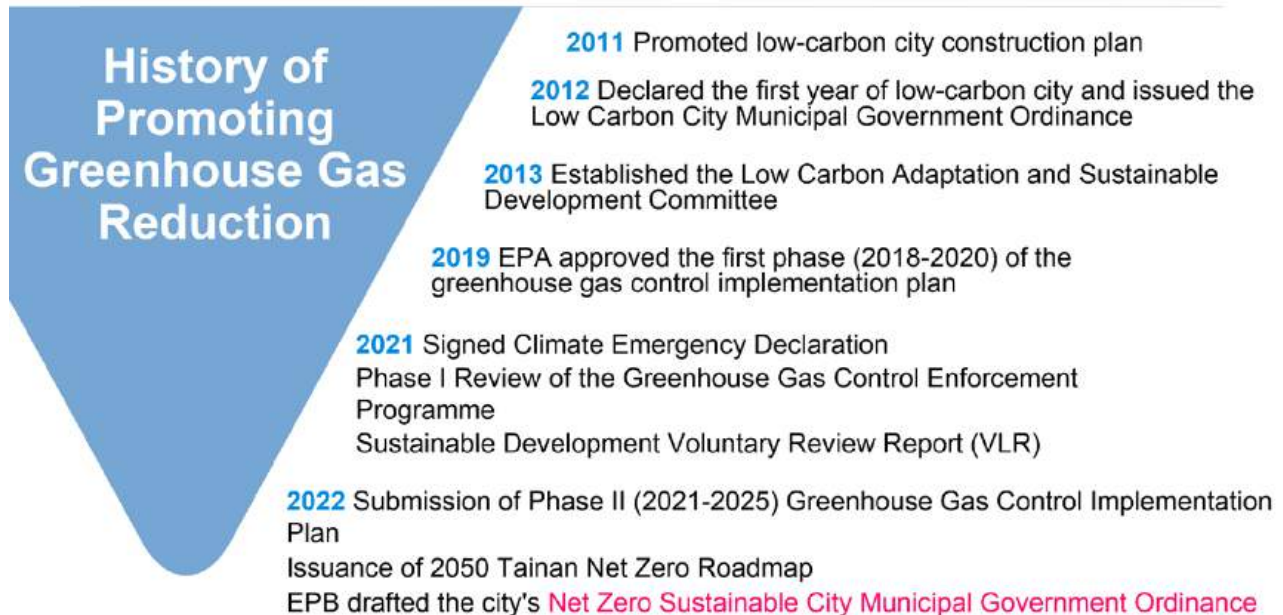 History of
Promoting
Greenhouse Gas
Reduction
2011 Promoted low-carbon city construction plan
2012 Declared the first year of low-carbon city and issued the
Low Carbon City Municipal Government Ordinance
2013 Established the Low Carbon Adaptation and Sustainable
Development Committee
2019 EPA approved the first phase (2018-2020) of the
greenhouse gas control implementation plan
2021 Signed Climate Emergency Declaration
Phase I Review of the Greenhouse Gas Control Enforcement
Programme
Sustainable Development Voluntary Review Report (VLR)
2022 Submission of Phase II (2021-2025) Greenhouse Gas Control Implementation
Plan
Issuance of 2050 Tainan Net Zero Roadmap
EPB drafted the city's Net Zero Sustainable City Municipal Government Ordinance